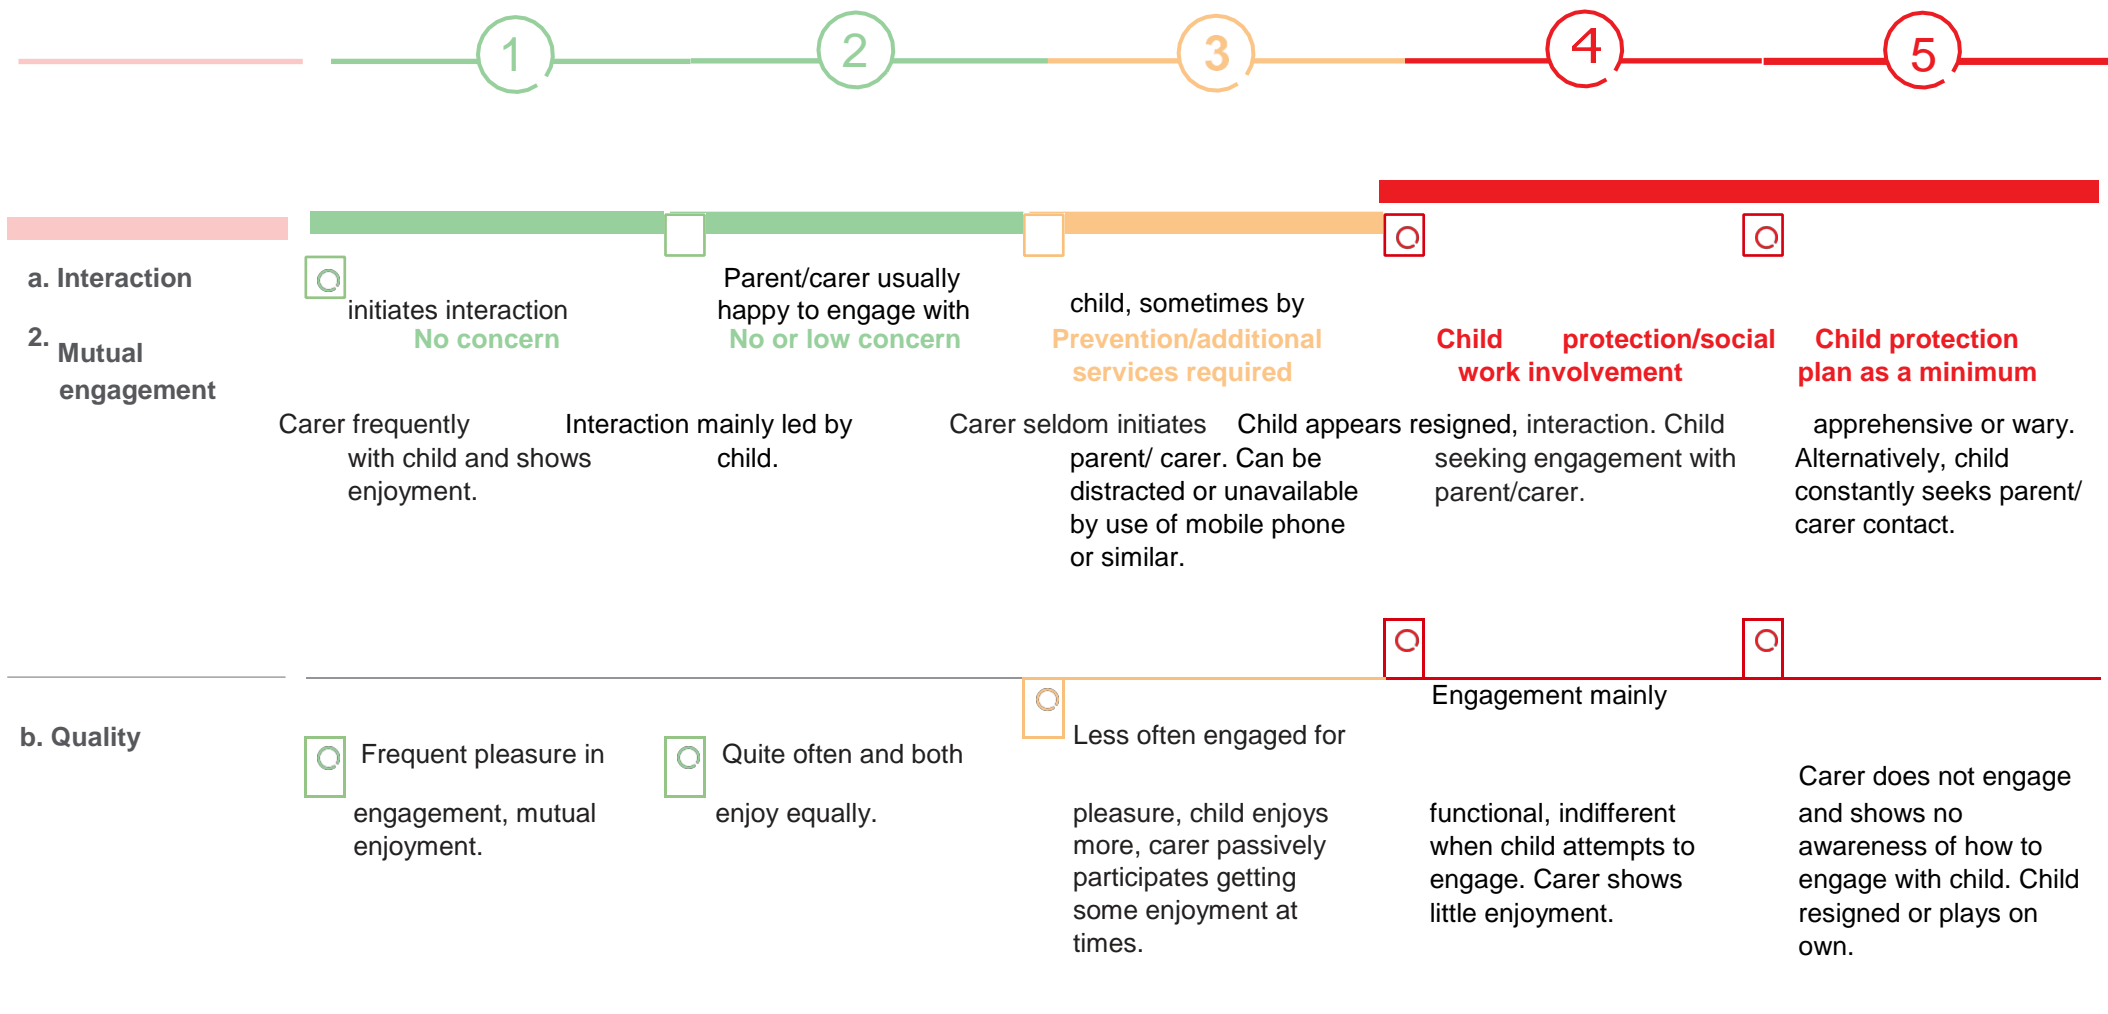 1 2 3 4 5
a. Interaction
Parent/carer usually
initiates interaction
happy to engage with
child, sometimes by
2. Mutual
engagement
No concern
No or low concern
Prevention/additional
services required
Child protection/social
work involvement
Child protection
plan as a minimum
Carer frequently Interaction mainly led by Carer seldom initiates Child appears resigned, interaction. Child apprehensive or wary.
with child and shows
enjoyment.
child.
parent/ carer. Can be
distracted or unavailable
by use of mobile phone
or similar.
seeking engagement with
parent/carer.
Alternatively, child
constantly seeks parent/
carer contact.
b. Quality
Frequent pleasure in
engagement, mutual
enjoyment.
Quite often and both
enjoy equally.
Less often engaged for
pleasure, child enjoys
more, carer passively
participates getting
some enjoyment at
times.
Engagement mainly
functional, indifferent
when child attempts to
engage. Carer shows
little enjoyment.
Carer does not engage
and shows no
awareness of how to
engage with child. Child
resigned or plays on
own.